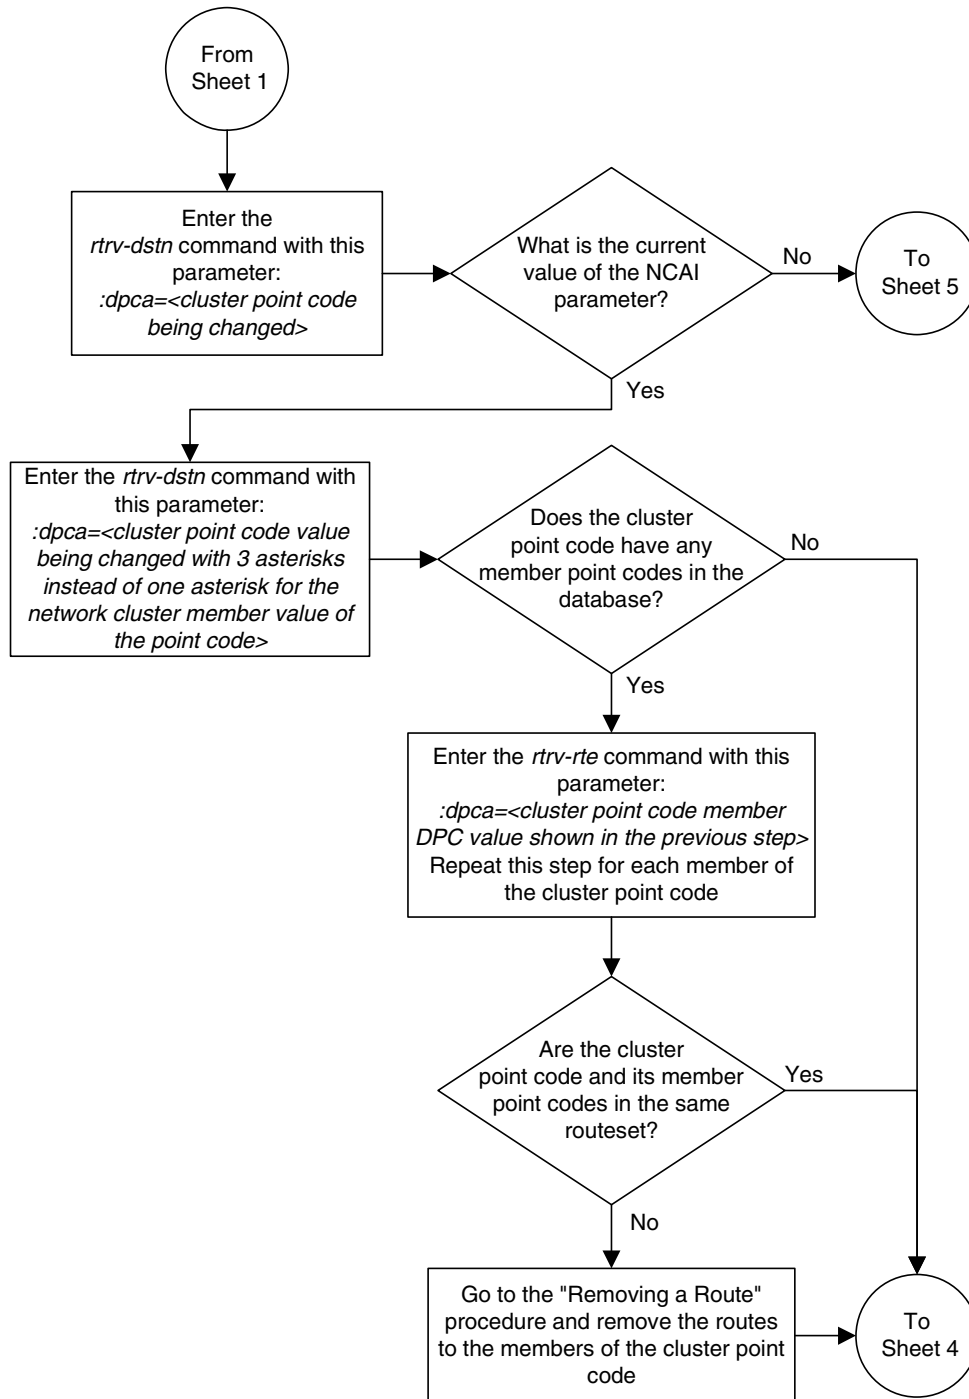 From
Sheet 1
Enter the
rtrv-dstn command with this
parameter:
:dpca=<cluster point code
being changed>
What is the current
value of the NCAI
parameter?
No
To
Sheet 5
Yes
Enter the rtrv-dstn command with
this parameter:
:dpca=<cluster point code value
being changed with 3 asterisks
instead of one asterisk for the
network cluster member value of
the point code>
Does the cluster
point code have any
member point codes in the
database?
No
Yes
Enter the rtrv-rte command with this
parameter:
:dpca=<cluster point code member
DPC value shown in the previous step>
Repeat this step for each member of
the cluster point code
Are the cluster
point code and its member
point codes in the same
routeset?
Yes
No
Go to the "Removing a Route"
procedure and remove the routes
to the members of the cluster point
code
To
Sheet 4